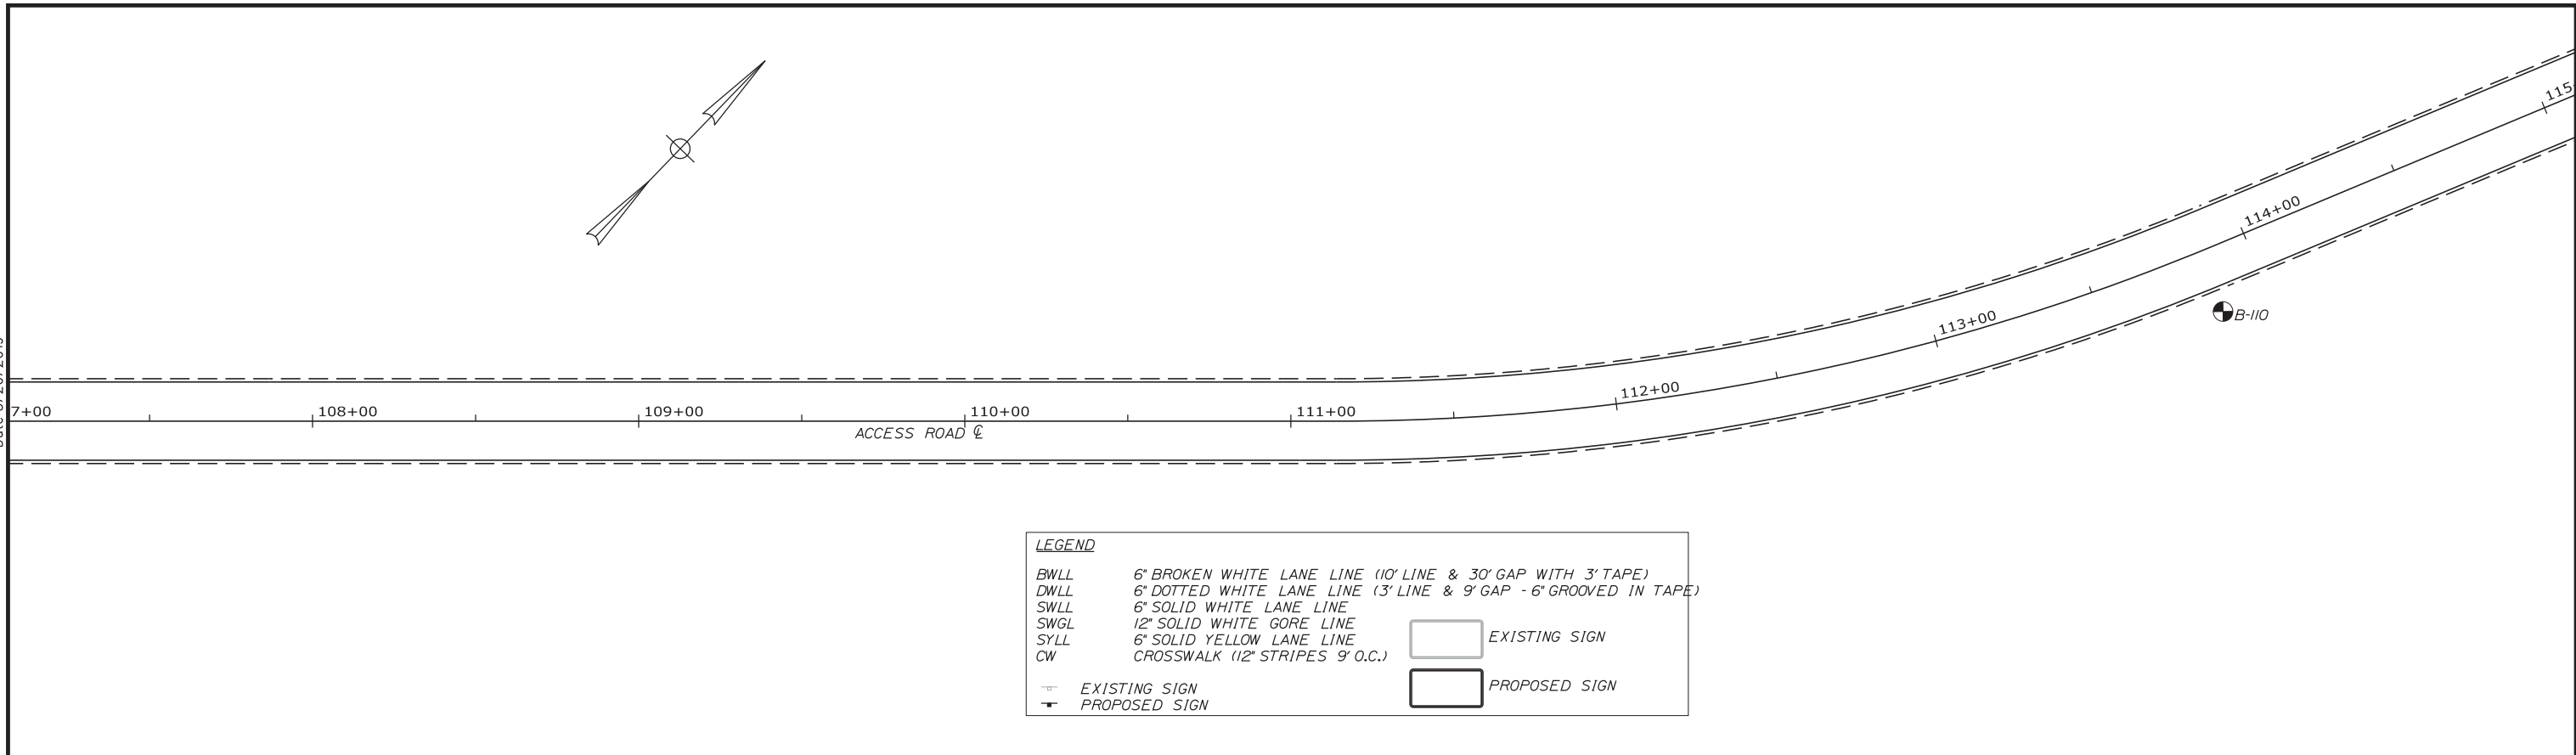 115
114+00
B-110
113+00
112+00
7+00 108+00 109+00 110+00 111+00
ACCESS ROAD ℄
LEGEND
BWLL 6" BROKEN WHITE LANE LINE (10' LINE & 30' GAP WITH 3' TAPE)
DWLL 6" DOTTED WHITE LANE LINE (3' LINE & 9' GAP - 6" GROOVED IN TAPE)
SWLL 6" SOLID WHITE LANE LINE
SWGL 12" SOLID WHITE GORE LINE
SYLL 6" SOLID YELLOW LANE LINE
CW CROSSWALK (12" STRIPES 9' O.C.)
EXISTING SIGN
PROPOSED SIGN
EXISTING SIGN
PROPOSED SIGN